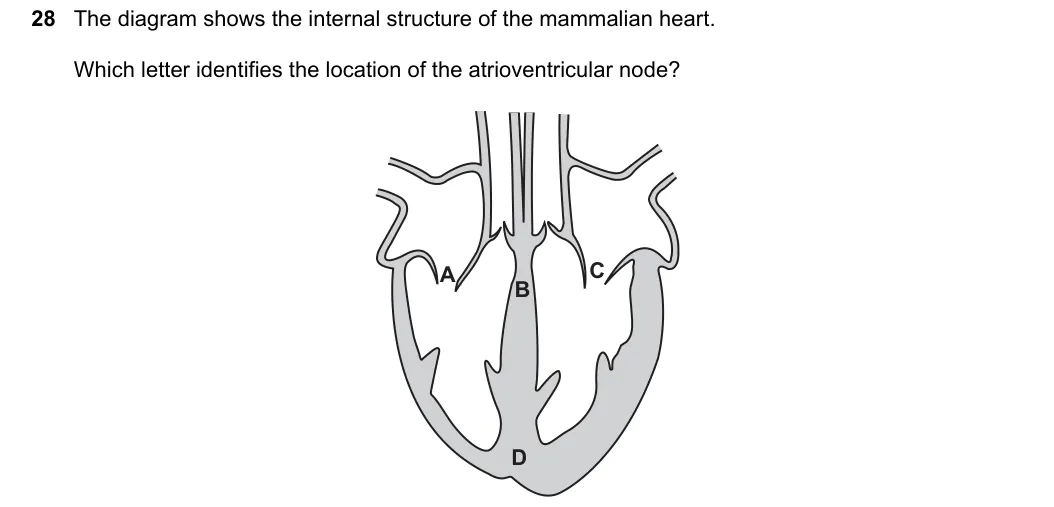 28 The diagram shows the internal structure of the mammalian heart.
Which letter identifies the location of the atrioventricular node?
A
C
B
D